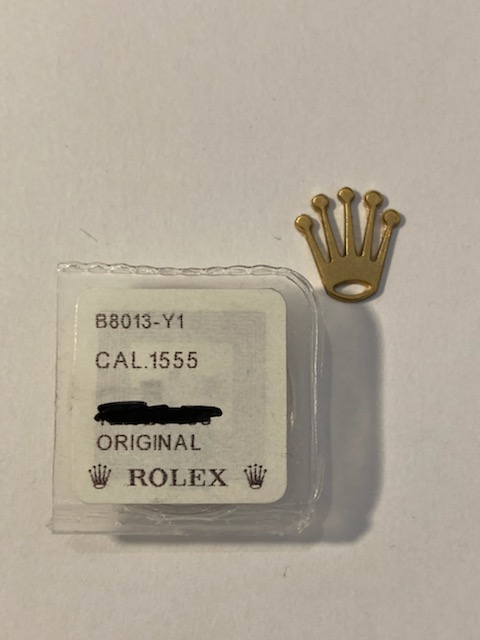 B8013-Y1
CAL.1555
ORIGINAL
ROLEX